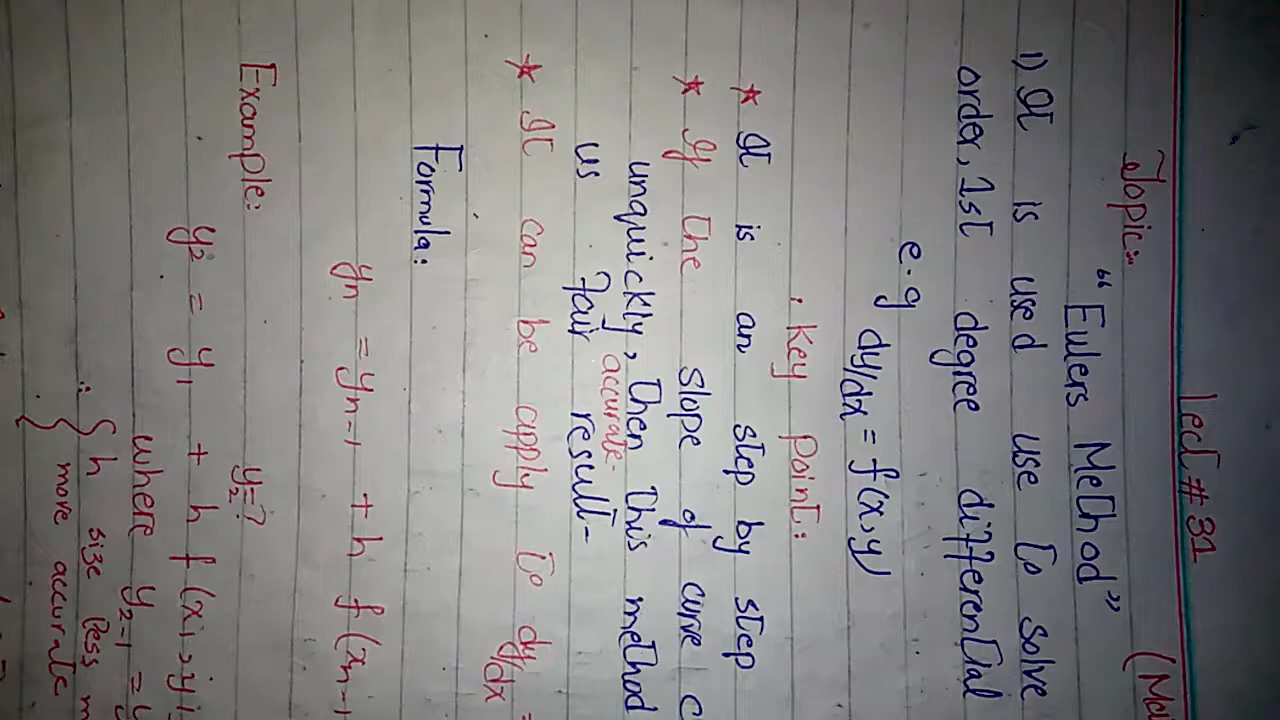 Lect # 31 (Me
Topic:-
"Eulers Method"
1) It is used use to solve
order, 1st degree differential
e.g dy/dx = f(x,y)
Key Point:
* It is an step by step
* If the slope of curve c
unquickly, then this method
accurate
us fair result-
* It can be apply to dy/dx =
Formula:
yn = yn-1 + h f(xn-1
Example:
y2=?
y2 = y1 + h f(x1,y1
where y2-1 = y
∴ { h size less m
{ more accurate